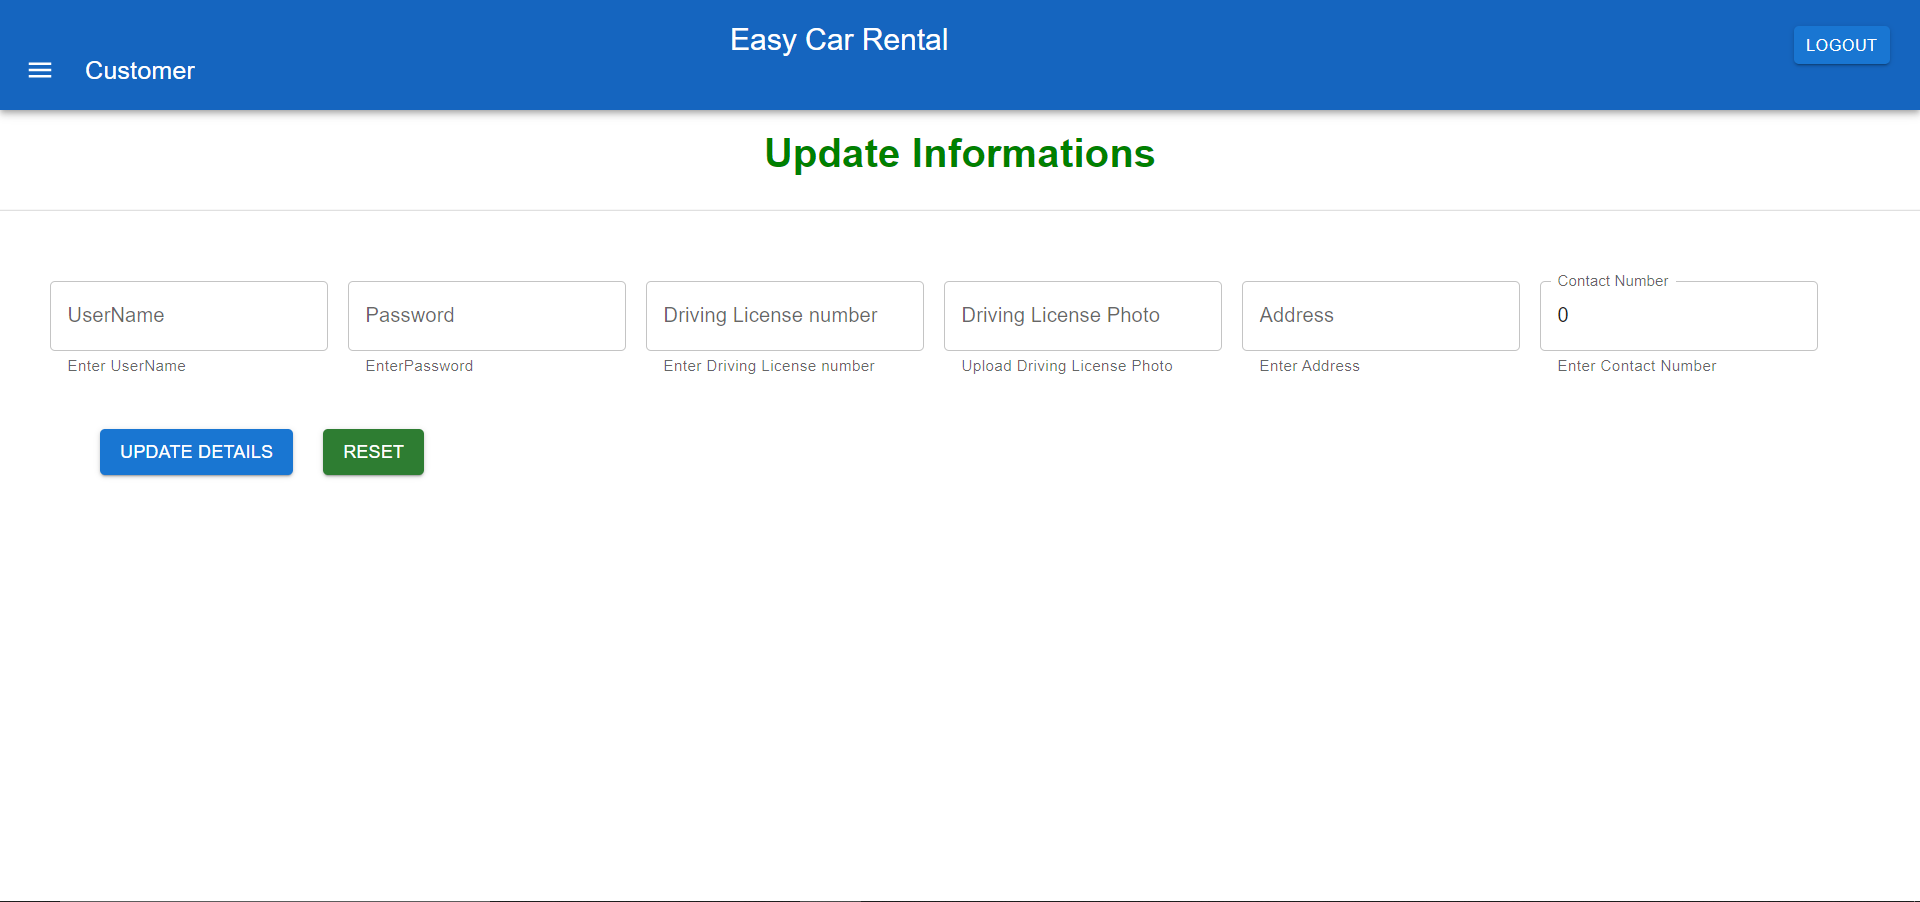 Easy Car Rental
LOGOUT
Customer
Update Informations
UserName
Enter UserName
Password
EnterPassword
Driving License number
Enter Driving License number
Driving License Photo
Upload Driving License Photo
Address
Enter Address
Contact Number
0
Enter Contact Number
UPDATE DETAILS
RESET